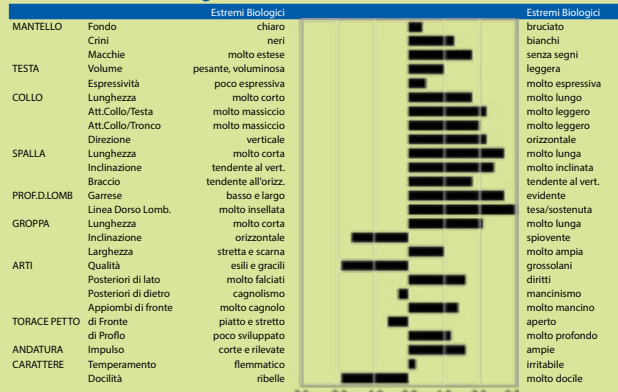 Estremi Biologici Estremi Biologici
MANTELLO Fondo chiaro bruciato
Crini neri bianchi
Macchie molto estese senza segni
TESTA Volume pesante, voluminosa leggera
Espressività poco espressiva molto espressiva
COLLO Lunghezza molto corto molto lungo
Att.Collo/Testa molto massiccio molto leggero
Att.Collo/Tronco molto massiccio molto leggero
Direzione verticale orizzontale
SPALLA Lunghezza molto corta molto lunga
Inclinazione tendente al vert. molto inclinata
Braccio tendente all'orizz. tendente al vert.
PROF.D.LOMB Garrese basso e largo evidente
Linea Dorso Lomb. molto insellata tesa/sostenuta
GROPPA Lunghezza molto corta molto lunga
Inclinazione orizzontale spiovente
Larghezza stretta e scarna molto ampia
ARTI Qualità esili e gracili grossolani
Posteriori di lato molto falciati diritti
Posteriori di dietro cagnolismo mancinismo
Appiombi di fronte molto cagnolo molto mancino
TORACE PETTO di Fronte piatto e stretto aperto
di Proflo poco sviluppato molto profondo
ANDATURA Impulso corte e rilevate ampie
CARATTERE Temperamento flemmatico irritabile
Docilità ribelle molto docile